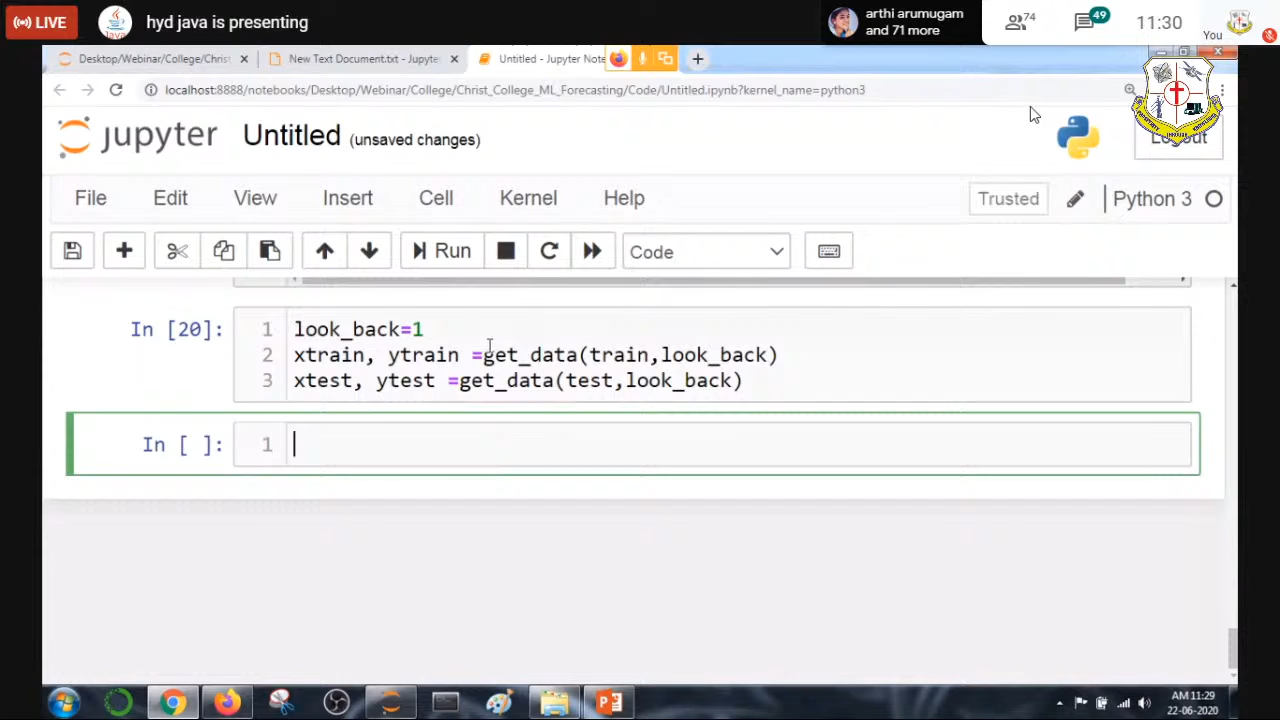 LIVE
hyd java is presenting
arthi arumugam
and 71 more
74
49
11:30
You
Desktop/Webinar/College/Christ
New Text Document.txt - Jupyte
Untitled - Jupyter Note
localhost:8888/notebooks/Desktop/Webinar/College/Christ_College_ML_Forecasting/Code/Untitled.ipynb?kernel_name=python3
jupyter Untitled (unsaved changes)
Logout
File Edit View Insert Cell Kernel Help
Trusted
Python 3
Run
Code
In [20]:
1 look_back=1
2 xtrain, ytrain =get_data(train,look_back)
3 xtest, ytest =get_data(test,look_back)
In [ ]:
1
AM 11:29
22-06-2020